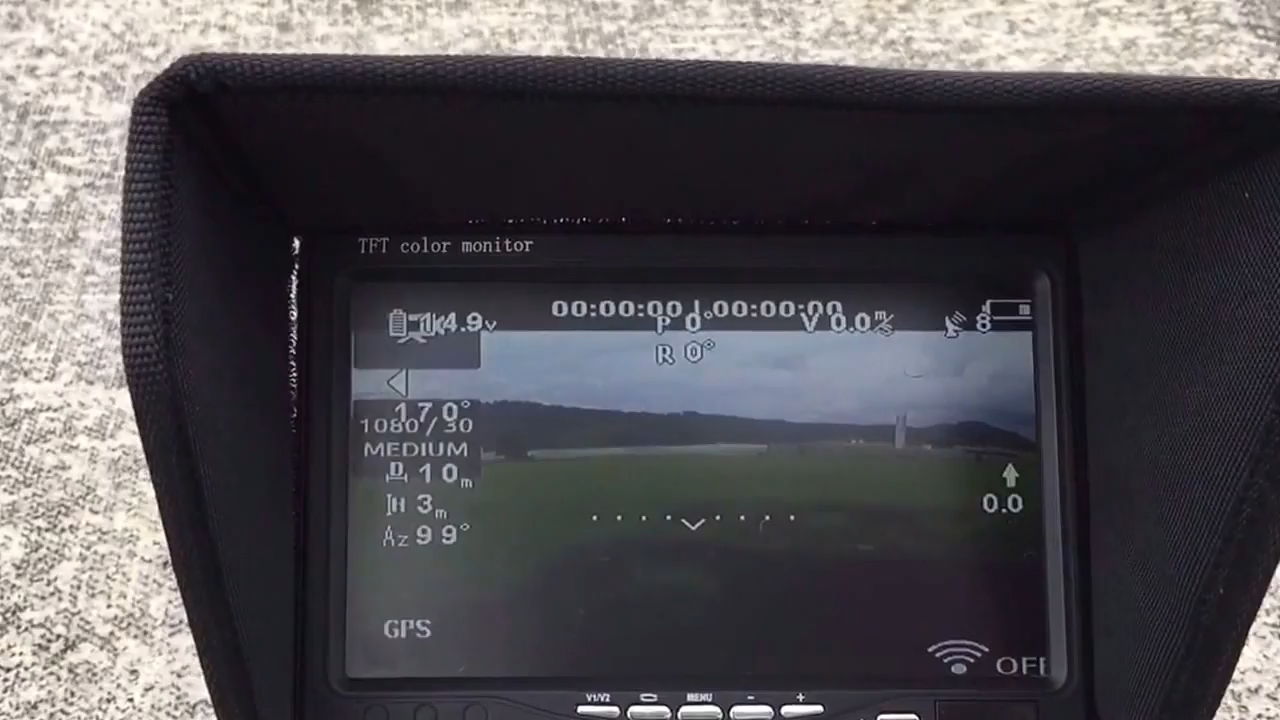 TFT color monitor
00:00:00 | 00:00:00
14.9v P 0° V 0.0 m/s 8
R 0°
170°
1080/30
MEDIUM
D 10m
H 3m
Az 99°
0.0
GPS
OFF
V1/V2 MENU - +